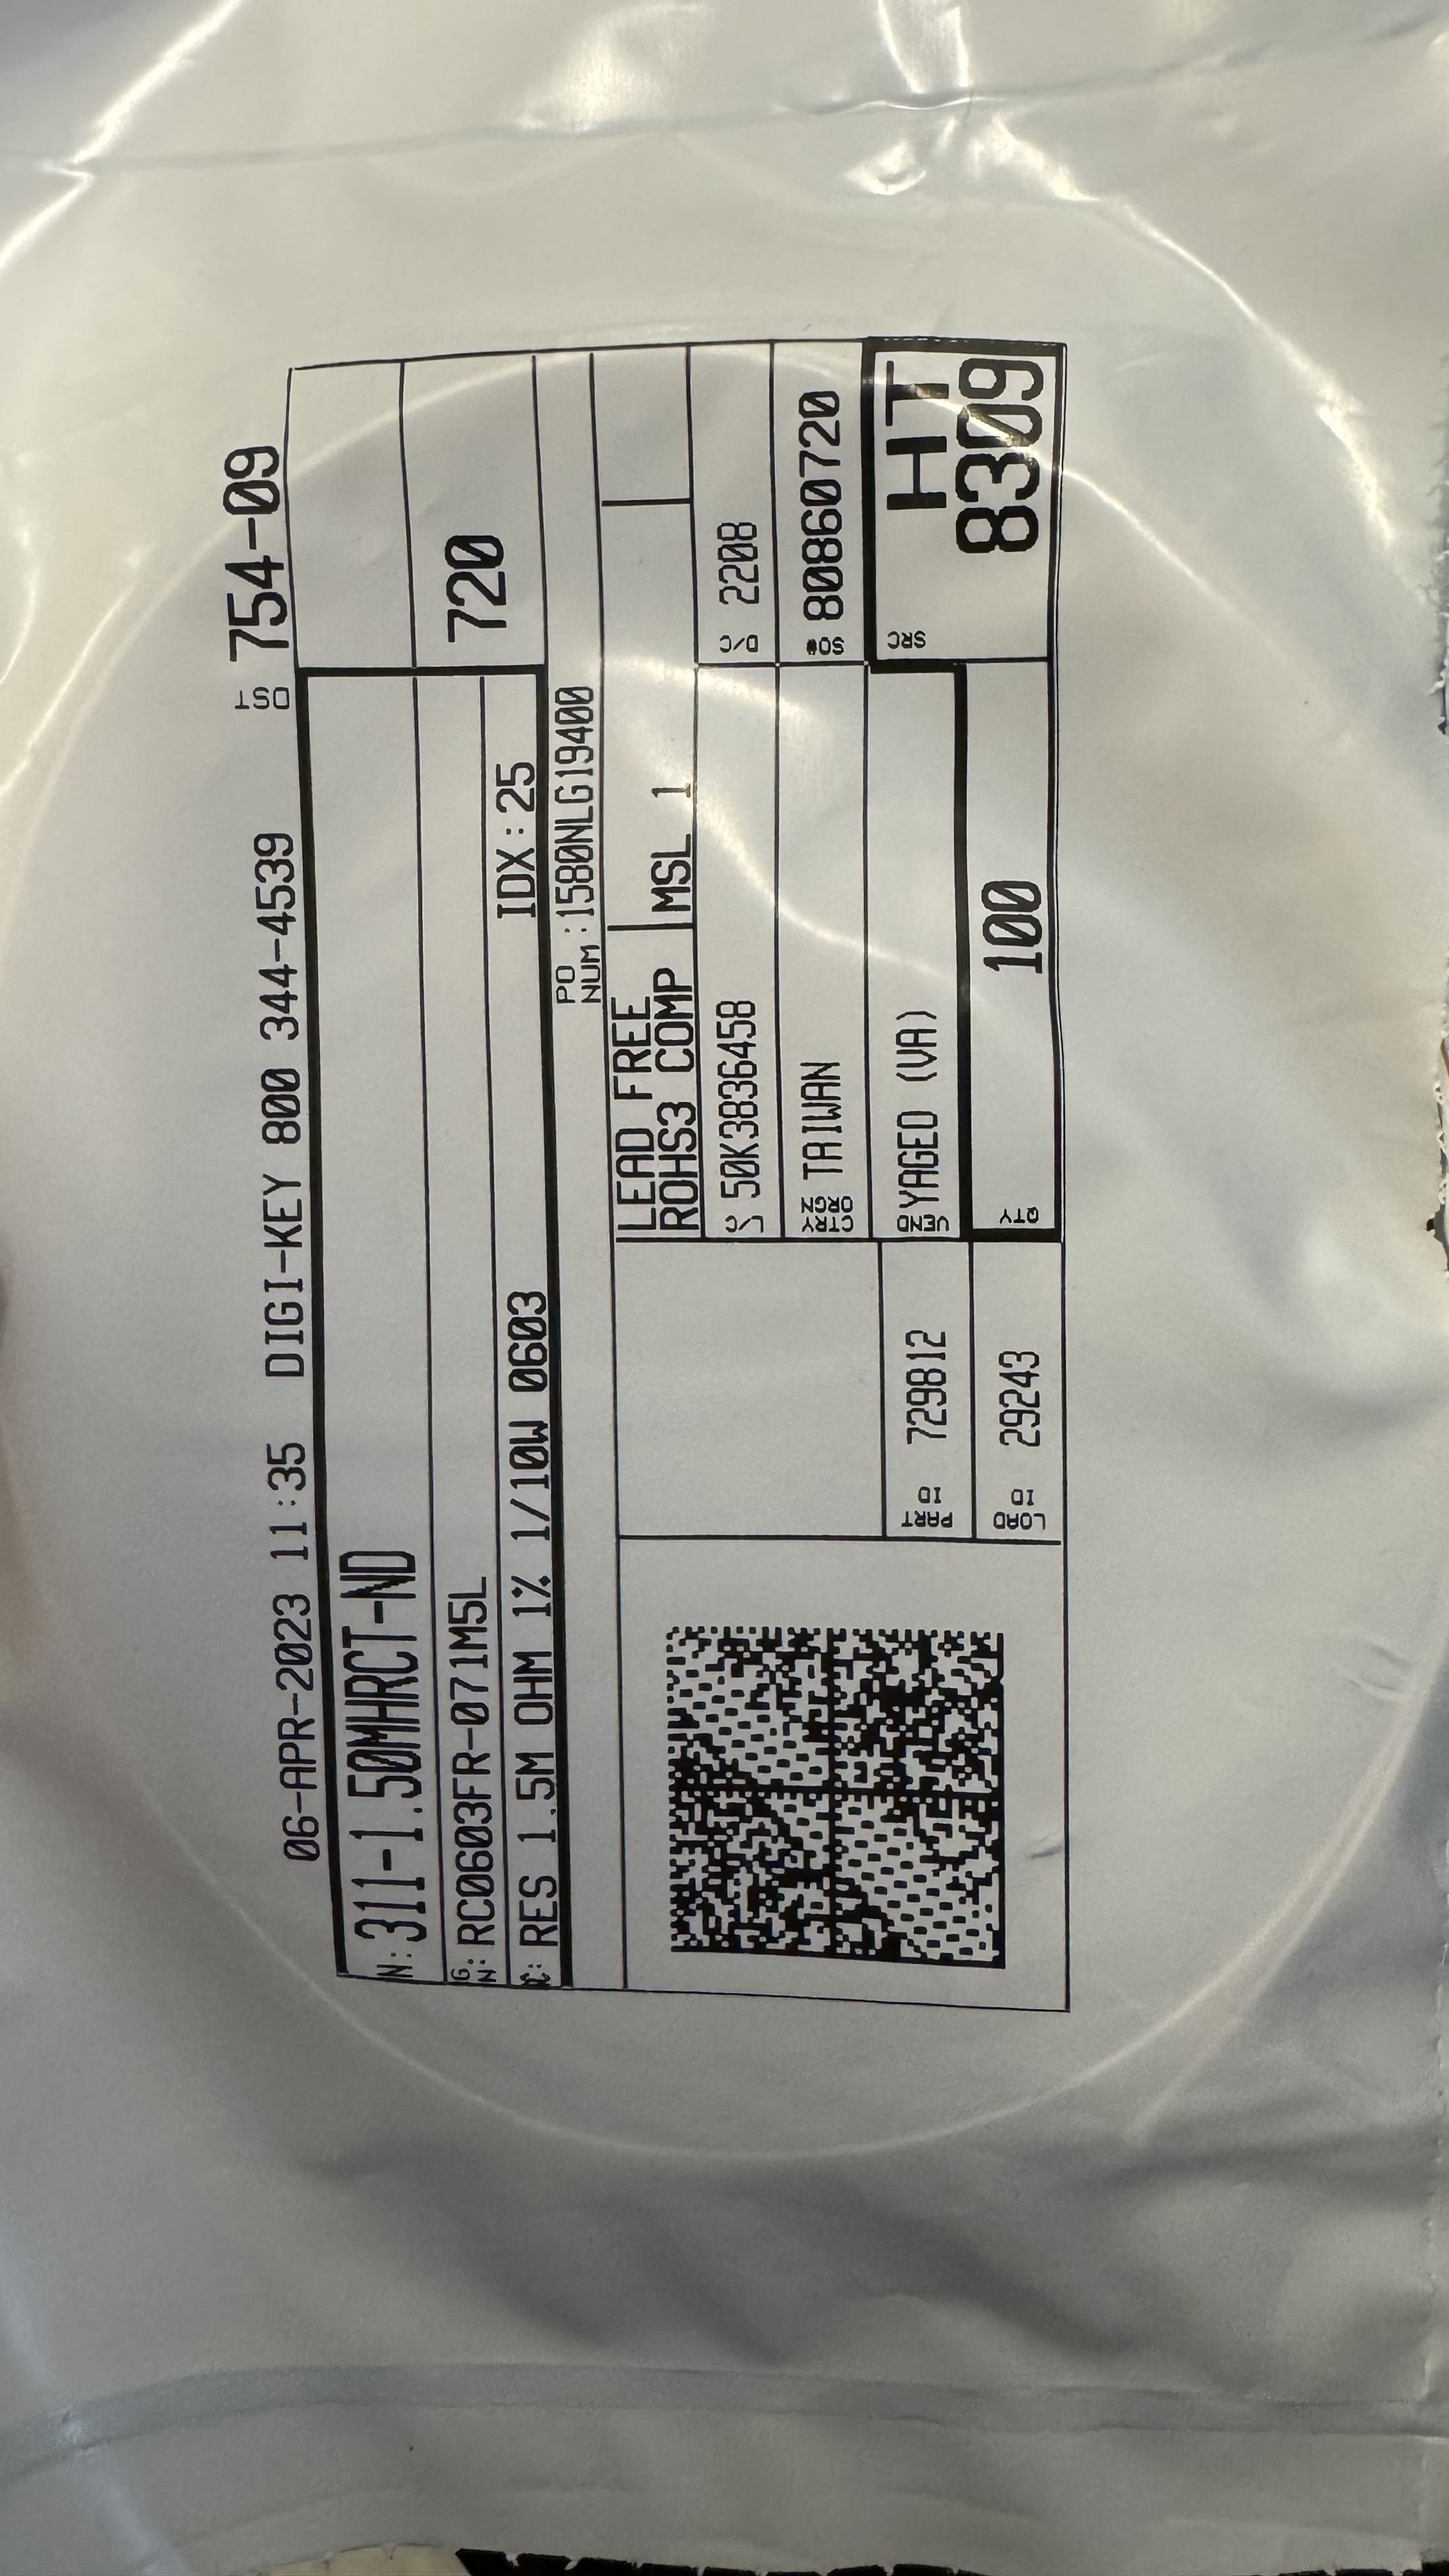 06-APR-2023 11:35 DIGI-KEY 800 344-4539 DST 754-09
N: 311-1.50MHRCT-ND
G: N: RC0603FR-071M5L 720
C: RES 1.5M OHM 1% 1/10W 0603 IDX:25
PO NUM: 1580NLG19400
LEAD FREE
ROHS3 COMP MSL 1
L/C 50K3836458 D/C 2208
CTRY ORGN TAIWAN SO# 80860720
PART ID 729812 VEND YAGEO (VA) SRC HT
LOAD ID 29243 QTY 100 8309